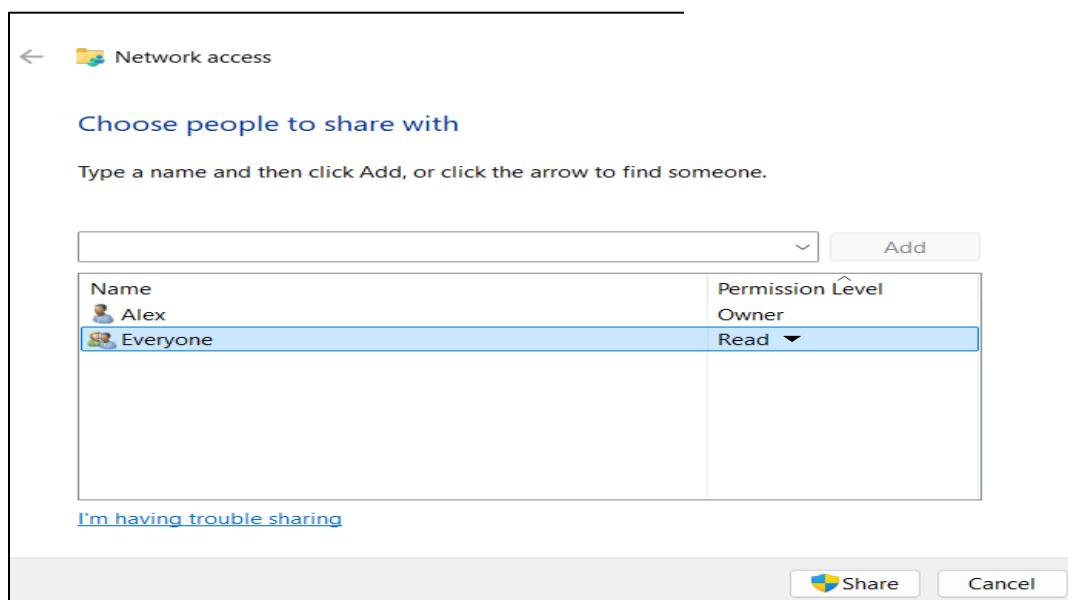 Network access
Choose people to share with
Type a name and then click Add, or click the arrow to find someone.
Add
Name Permission Level
Alex Owner
Everyone Read
I'm having trouble sharing
Share Cancel